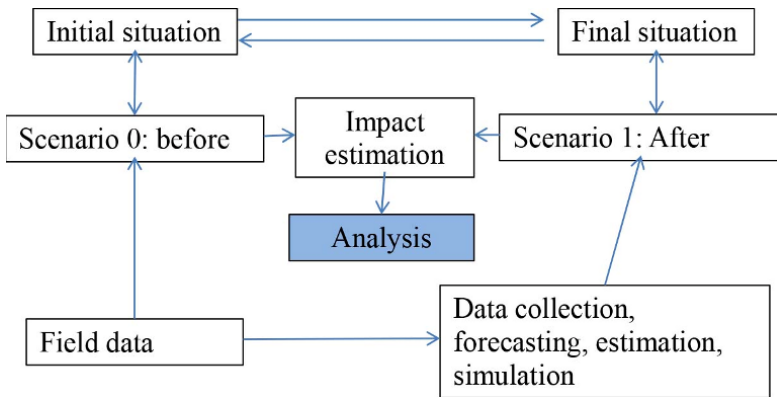 Initial situation
Final situation
Scenario 0: before
Impact
estimation
Scenario 1: After
Analysis
Field data
Data collection,
forecasting, estimation,
simulation